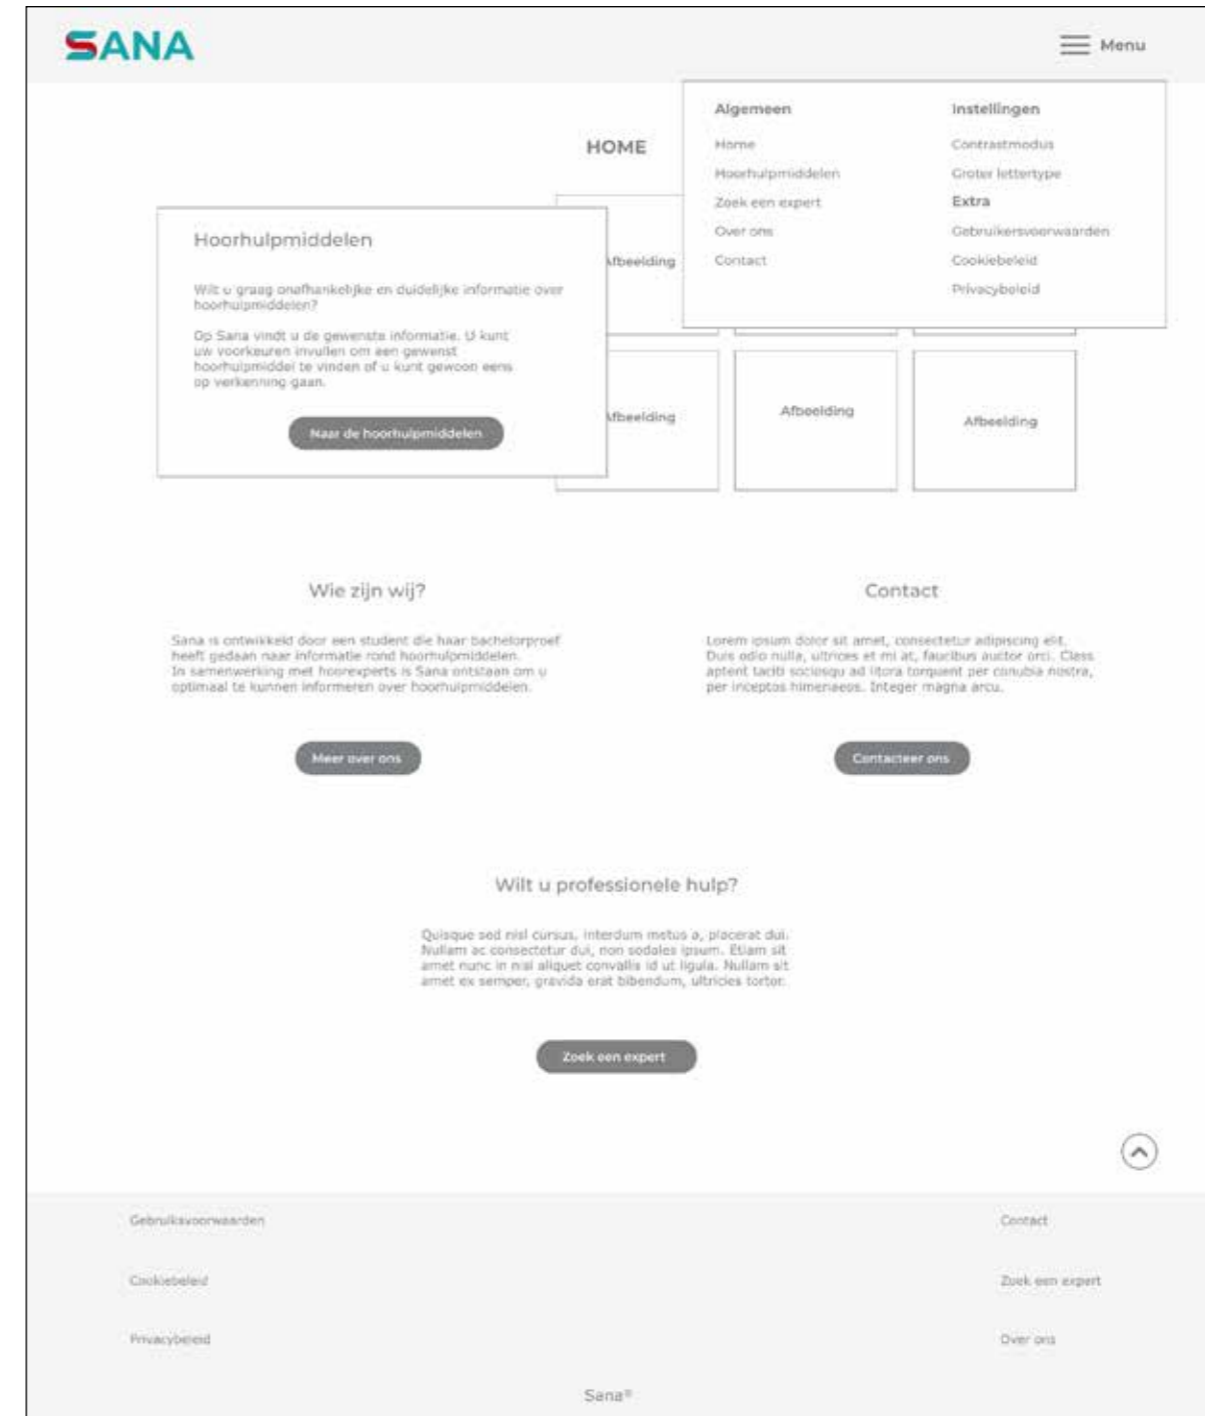 SANA
Menu
Algemeen
Home
Hoorhulpmiddelen
Zoek een expert
Over ons
Contact
Instellingen
Contrastmodus
Groter lettertype
Extra
Gebruikersvoorwaarden
Cookiebeleid
Privacybeleid
HOME
Hoorhulpmiddelen
Wilt u graag onafhankelijke en duidelijke informatie over
hoorhulpmiddelen?
Op Sana vindt u de gewenste informatie. U kunt
uw voorkeuren invullen om een gewenst
hoorhulpmiddel te vinden of u kunt gewoon eens
op verkenning gaan.
Naar de hoorhulpmiddelen
Afbeelding
Afbeelding
Afbeelding
Afbeelding
Wie zijn wij?
Sana is ontwikkeld door een student die haar bachelorproef
heeft gedaan naar informatie rond hoorhulpmiddelen.
In samenwerking met hoorexperts is Sana ontstaan om u
optimaal te kunnen informeren over hoorhulpmiddelen.
Meer over ons
Contact
Lorem ipsum dolor sit amet, consectetur adipiscing elit.
Duis odio nulla, ultrices et mi at, faucibus auctor orci. Class
aptent taciti sociosqu ad litora torquent per conubia nostra,
per inceptos himenaeos. Integer magna arcu.
Contacteer ons
Wilt u professionele hulp?
Quisque sed nisl cursus, interdum metus a, placerat dui.
Nullam ac consectetur dui, non sodales ipsum. Etiam sit
amet nunc in nisl aliquet convallis id ut ligula. Nullam sit
amet ex semper, gravida erat bibendum, ultricies tortor.
Zoek een expert
Gebruiksvoorwaarden
Cookiebeleid
Privacybeleid
Contact
Zoek een expert
Over ons
Sana®